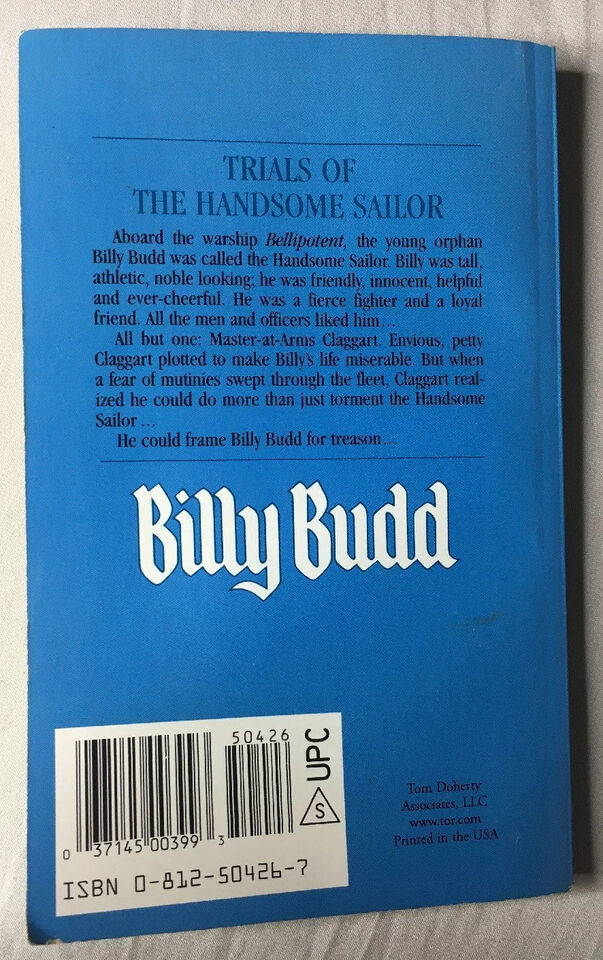 TRIALS OF
THE HANDSOME SAILOR
Aboard the warship Bellipotent, the young orphan
Billy Budd was called the Handsome Sailor. Billy was tall,
athletic, noble looking; he was friendly, innocent, helpful
and ever-cheerful. He was a fierce fighter and a loyal
friend. All the men and officers liked him...
All but one: Master-at-Arms Claggart. Envious, petty
Claggart plotted to make Billy's life miserable. But when
a fear of mutinies swept through the fleet, Claggart real-
ized he could do more than just torment the Handsome
Sailor...
He could frame Billy Budd for treason...
Billy Budd
50426
UPC
S
0 37145 00399 3
ISBN 0-812-50426-7
Tom Doherty
Associates, LLC
www.tor.com
Printed in the USA